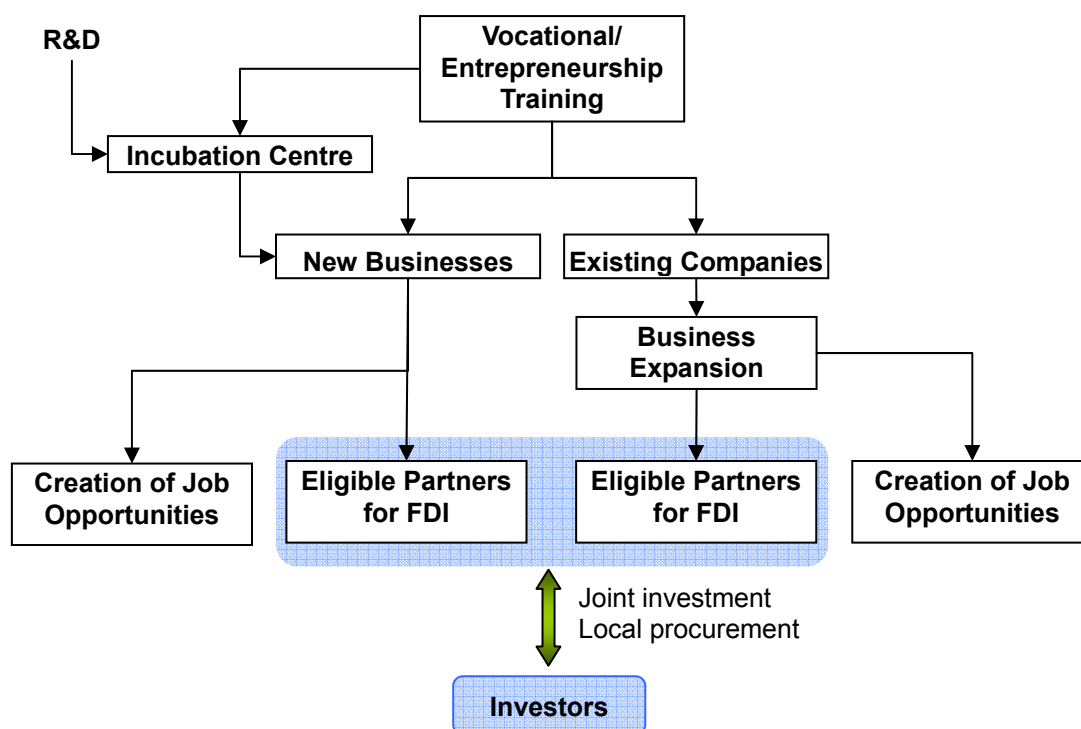 R&D
Vocational/
Entrepreneurship
Training
Incubation Centre
New Businesses
Existing Companies
Business
Expansion
Creation of Job
Opportunities
Eligible Partners
for FDI
Eligible Partners
for FDI
Creation of Job
Opportunities
Joint investment
Local procurement
Investors